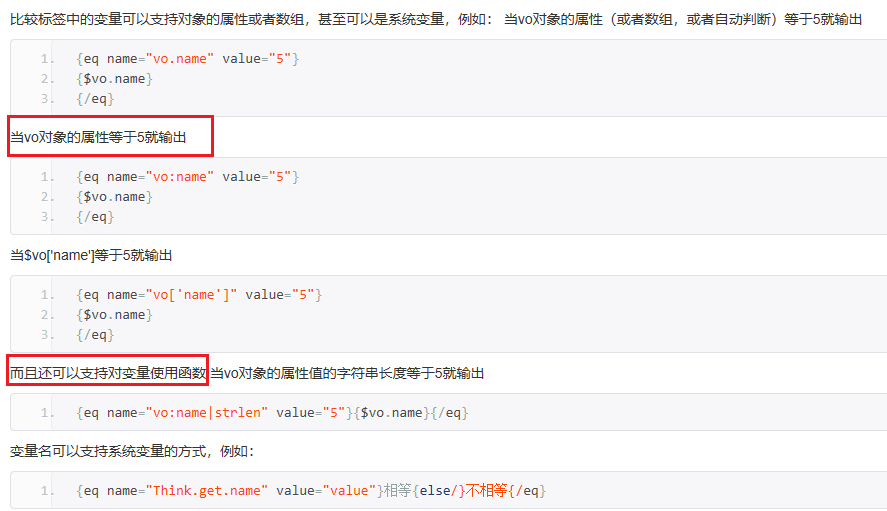 比较标签中的变量可以支持对象的属性或者数组，甚至可以是系统变量，例如： 当vo对象的属性（或者数组，或者自动判断）等于5就输出
1. {eq name="vo.name" value="5"}
2. {$vo.name}
3. {/eq}
当vo对象的属性等于5就输出
1. {eq name="vo:name" value="5"}
2. {$vo.name}
3. {/eq}
当$vo['name']等于5就输出
1. {eq name="vo['name']" value="5"}
2. {$vo.name}
3. {/eq}
而且还可以支持对变量使用函数 当vo对象的属性值的字符串长度等于5就输出
1. {eq name="vo:name|strlen" value="5"}{$vo.name}{/eq}
变量名可以支持系统变量的方式，例如：
1. {eq name="Think.get.name" value="value"}相等{else/}不相等{/eq}